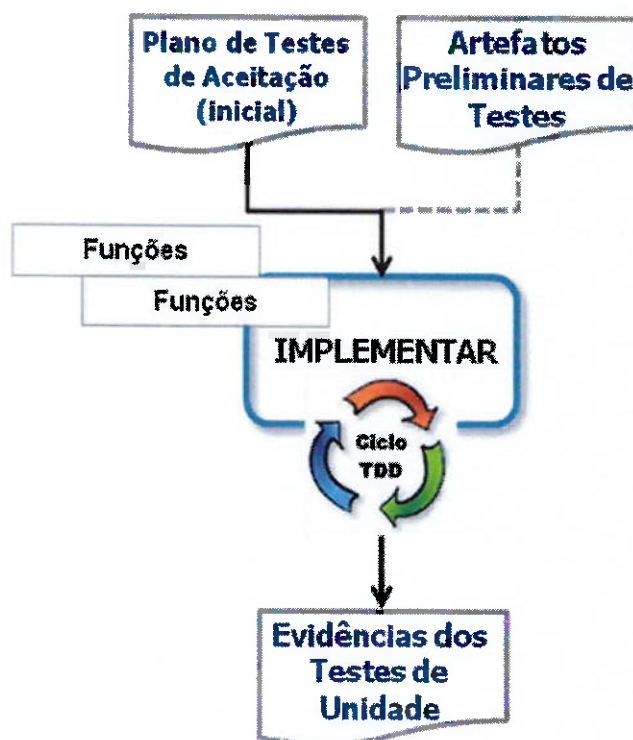 Plano de Testes
de Aceitação
(inicial)
Artefatos
Preliminares de
Testes
Funções
Funções
IMPLEMENTAR
Ciclo
TDD
Evidências dos
Testes de
Unidade